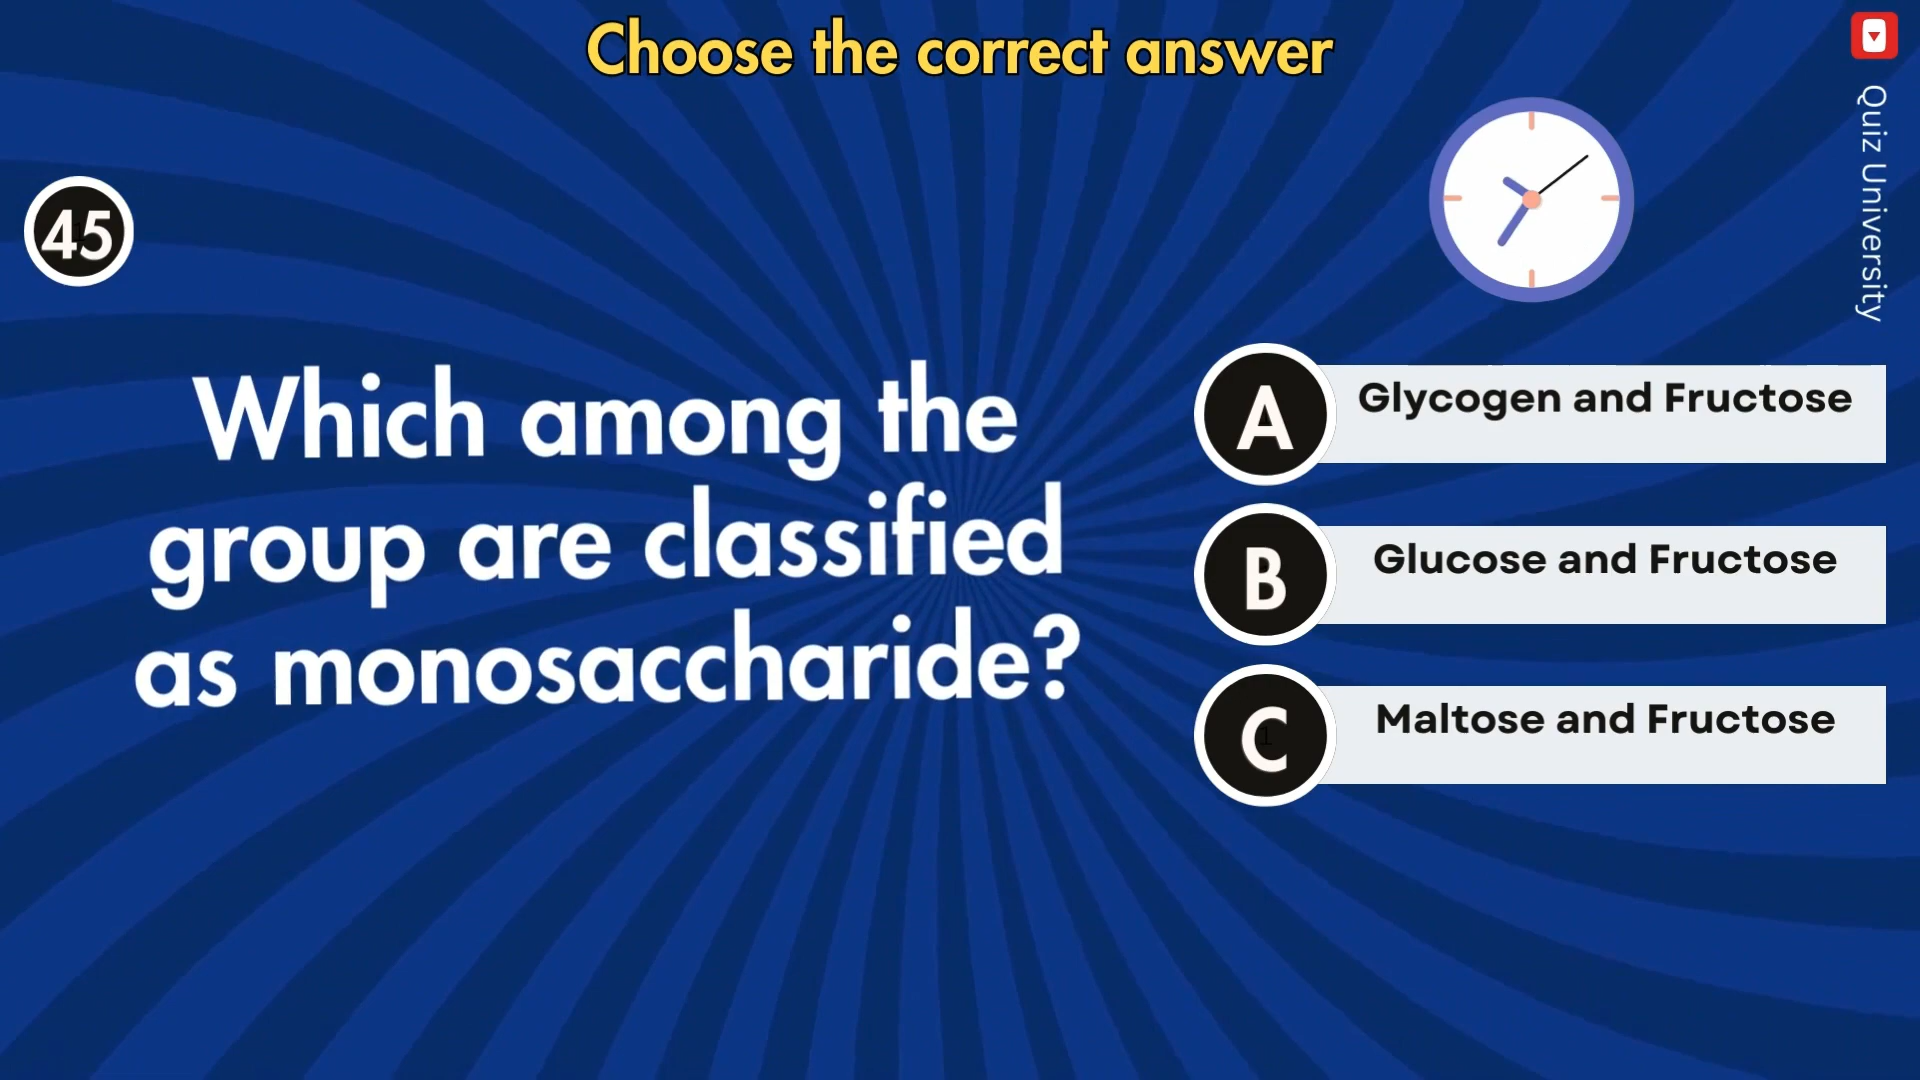 Choose the correct answer
Quiz University
45
Which among the
group are classified
as monosaccharide?
A
Glycogen and Fructose
B
Glucose and Fructose
C
Maltose and Fructose